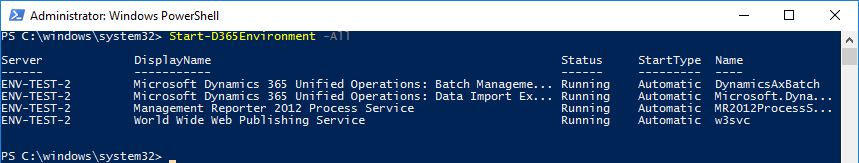 Administrator: Windows PowerShell
PS C:\windows\system32> Start-D365Environment -All
Server DisplayName Status StartType Name
------ ----------- ------ --------- ----
ENV-TEST-2 Microsoft Dynamics 365 Unified Operations: Batch Manageme... Running Automatic DynamicsAxBatch
ENV-TEST-2 Microsoft Dynamics 365 Unified Operations: Data Import Ex... Running Automatic Microsoft.Dyna...
ENV-TEST-2 Management Reporter 2012 Process Service Running Automatic MR2012ProcessS...
ENV-TEST-2 World Wide Web Publishing Service Running Automatic w3svc
PS C:\windows\system32>